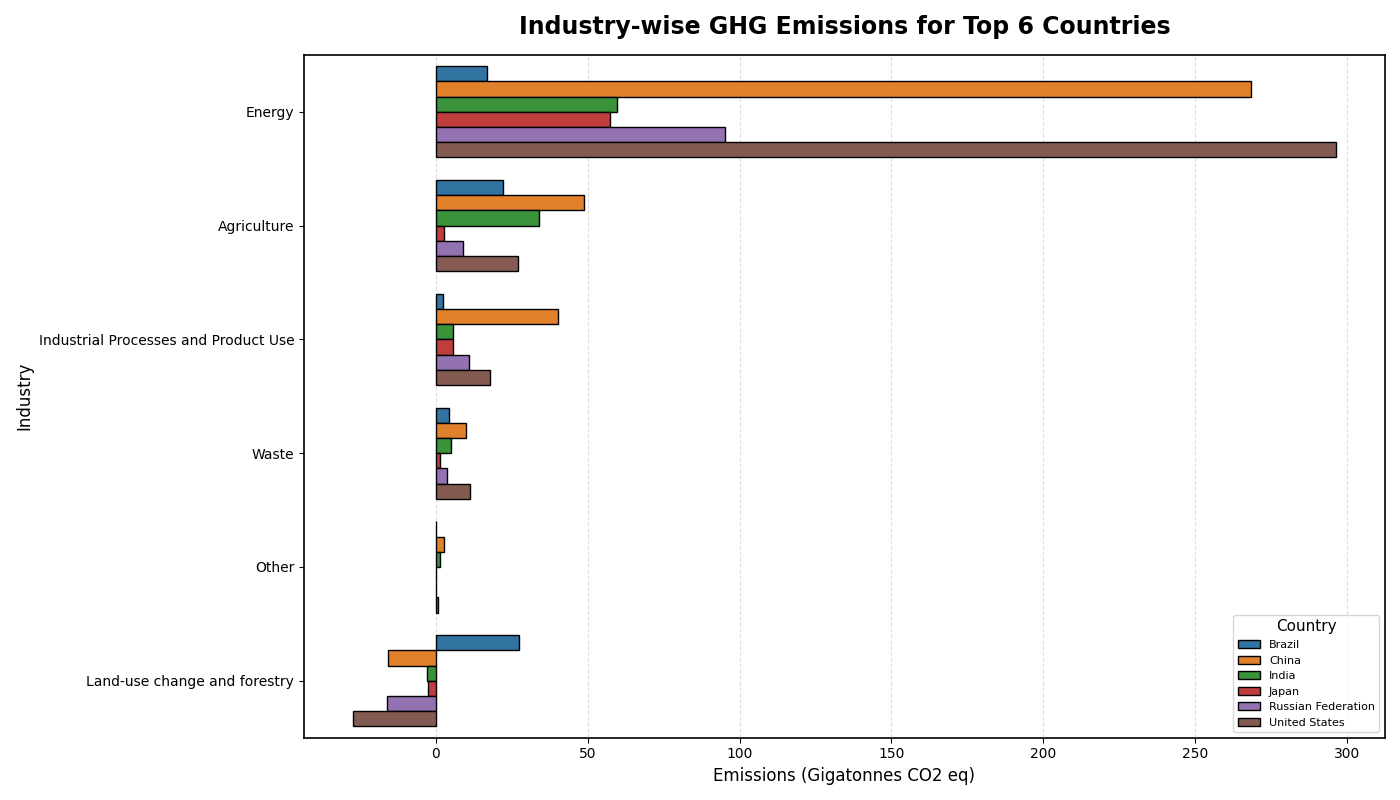 Industry-wise GHG Emissions for Top 6 Countries
Energy
Agriculture
Industrial Processes and Product Use
Waste
Other
Land-use change and forestry
Industry
0 50 100 150 200 250 300
Emissions (Gigatonnes CO2 eq)
Country
Brazil
China
India
Japan
Russian Federation
United States